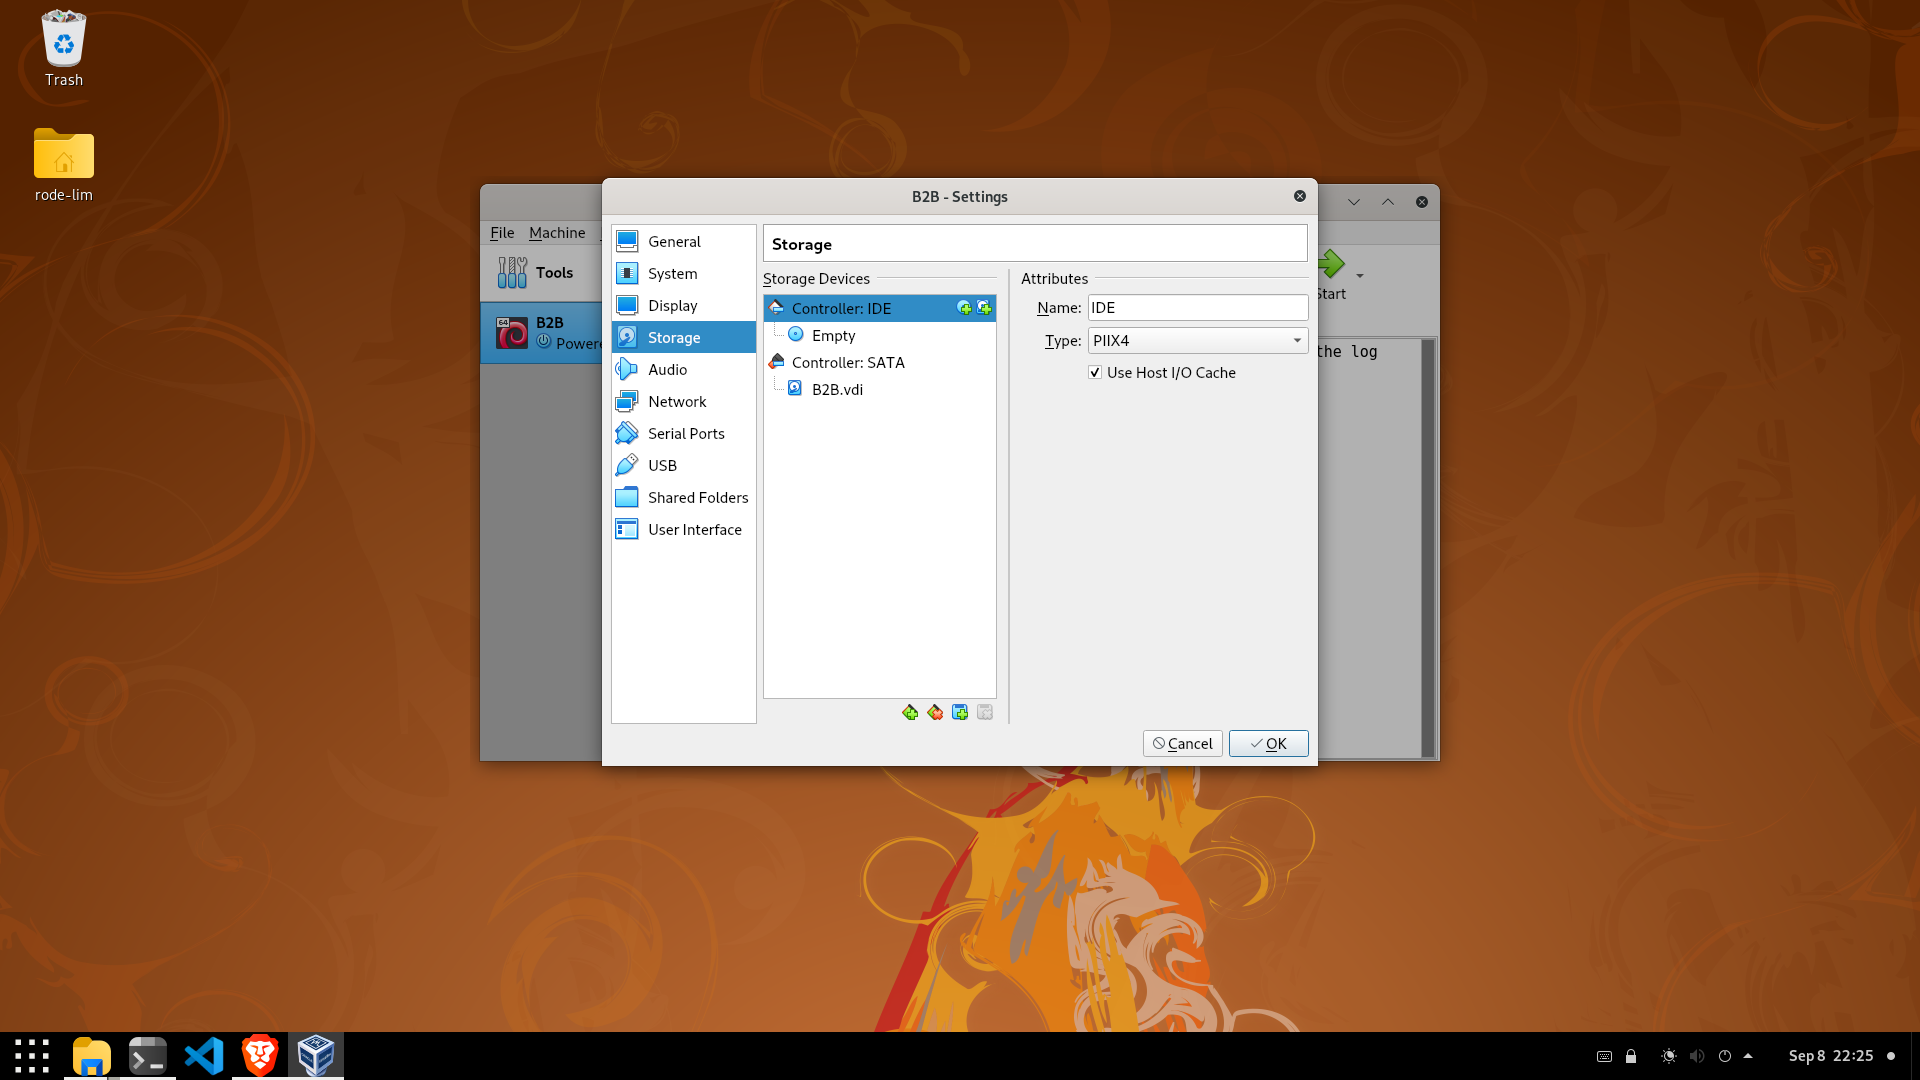 Trash
rode-lim
B2B - Settings
File Machine
Tools
64
B2B
Powere
Start
the log
General
System
Display
Storage
Audio
Network
Serial Ports
USB
Shared Folders
User Interface
Storage
Storage Devices
Controller: IDE
Empty
Controller: SATA
B2B.vdi
Attributes
Name: IDE
Type: PIIX4
Use Host I/O Cache
Cancel
OK
Sep 8 22:25